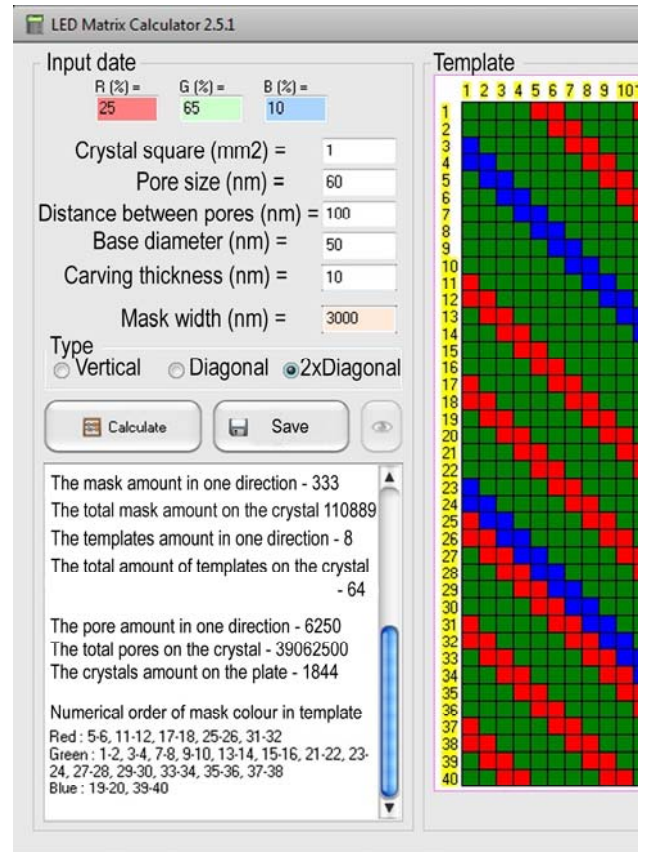 LED Matrix Calculator 2.5.1
Input date
R (%) = G (%) = B (%) =
25 65 10
Crystal square (mm2) = 1
Pore size (nm) = 60
Distance between pores (nm) = 100
Base diameter (nm) = 50
Carving thickness (nm) = 10
Mask width (nm) = 3000
Type
Vertical Diagonal 2xDiagonal
Calculate Save
The mask amount in one direction - 333
The total mask amount on the crystal 110889
The templates amount in one direction - 8
The total amount of templates on the crystal
- 64
The pore amount in one direction - 6250
The total pores on the crystal - 39062500
The crystals amount on the plate - 1844
Numerical order of mask colour in template
Red : 5-6, 11-12, 17-18, 25-26, 31-32
Green : 1-2, 3-4, 7-8, 9-10, 13-14, 15-16, 21-22, 23-
24, 27-28, 29-30, 33-34, 35-36, 37-38
Blue : 19-20, 39-40
Template
1 2 3 4 5 6 7 8 9 10
1
2
3
4
5
6
7
8
9
10
11
12
13
14
15
16
17
18
19
20
21
22
23
24
25
26
27
28
29
30
31
32
33
34
35
36
37
38
39
40